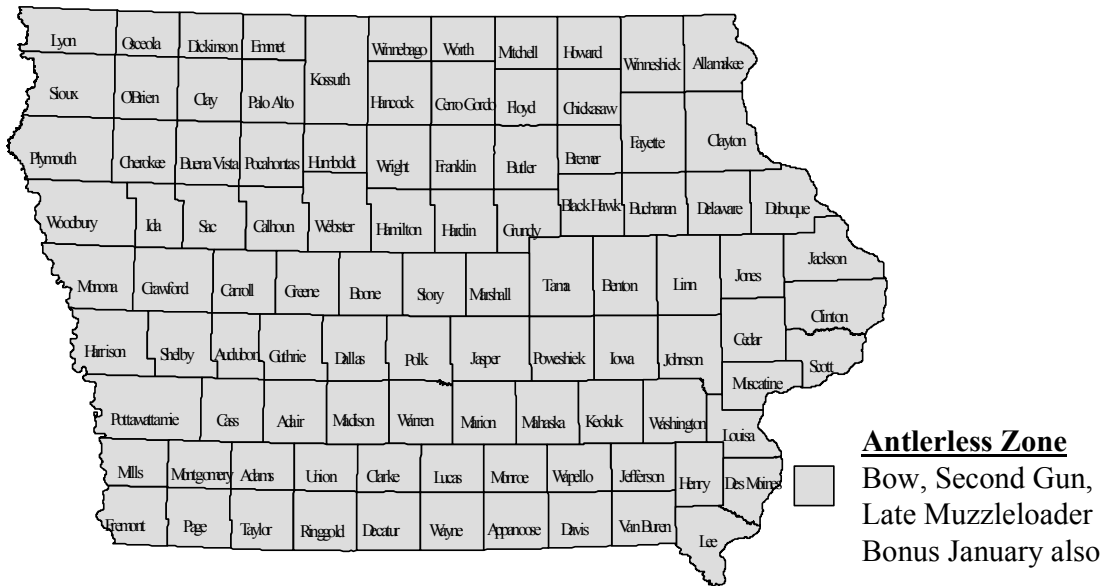 Lyon Osceola Dickinson Emmet Winnebago Worth Mitchell Howard Winneshiek Allamakee
Kossuth
Sioux O'Brien Clay Palo Alto Hancock Cerro Gordo Floyd Chickasaw
Fayette Clayton
Plymouth Cherokee Buena Vista Pocahontas Humboldt Wright Franklin Butler Bremer
Woodbury Ida Sac Calhoun Webster Hamilton Hardin Grundy Black Hawk Buchanan Delaware Dubuque
Jackson
Monona Crawford Carroll Greene Boone Story Marshall Tama Benton Linn Jones
Clinton
Harrison Shelby Audubon Guthrie Dallas Polk Jasper Poweshiek Iowa Johnson Cedar
Scott
Muscatine
Pottawattamie Cass Adair Madison Warren Marion Mahaska Keokuk Washington
Louisa
Mills Montgomery Adams Union Clarke Lucas Monroe Wapello Jefferson Henry Des Moines
Fremont Page Taylor Ringgold Decatur Wayne Appanoose Davis Van Buren
Lee
Antlerless Zone
Bow, Second Gun,
Late Muzzleloader
Bonus January also